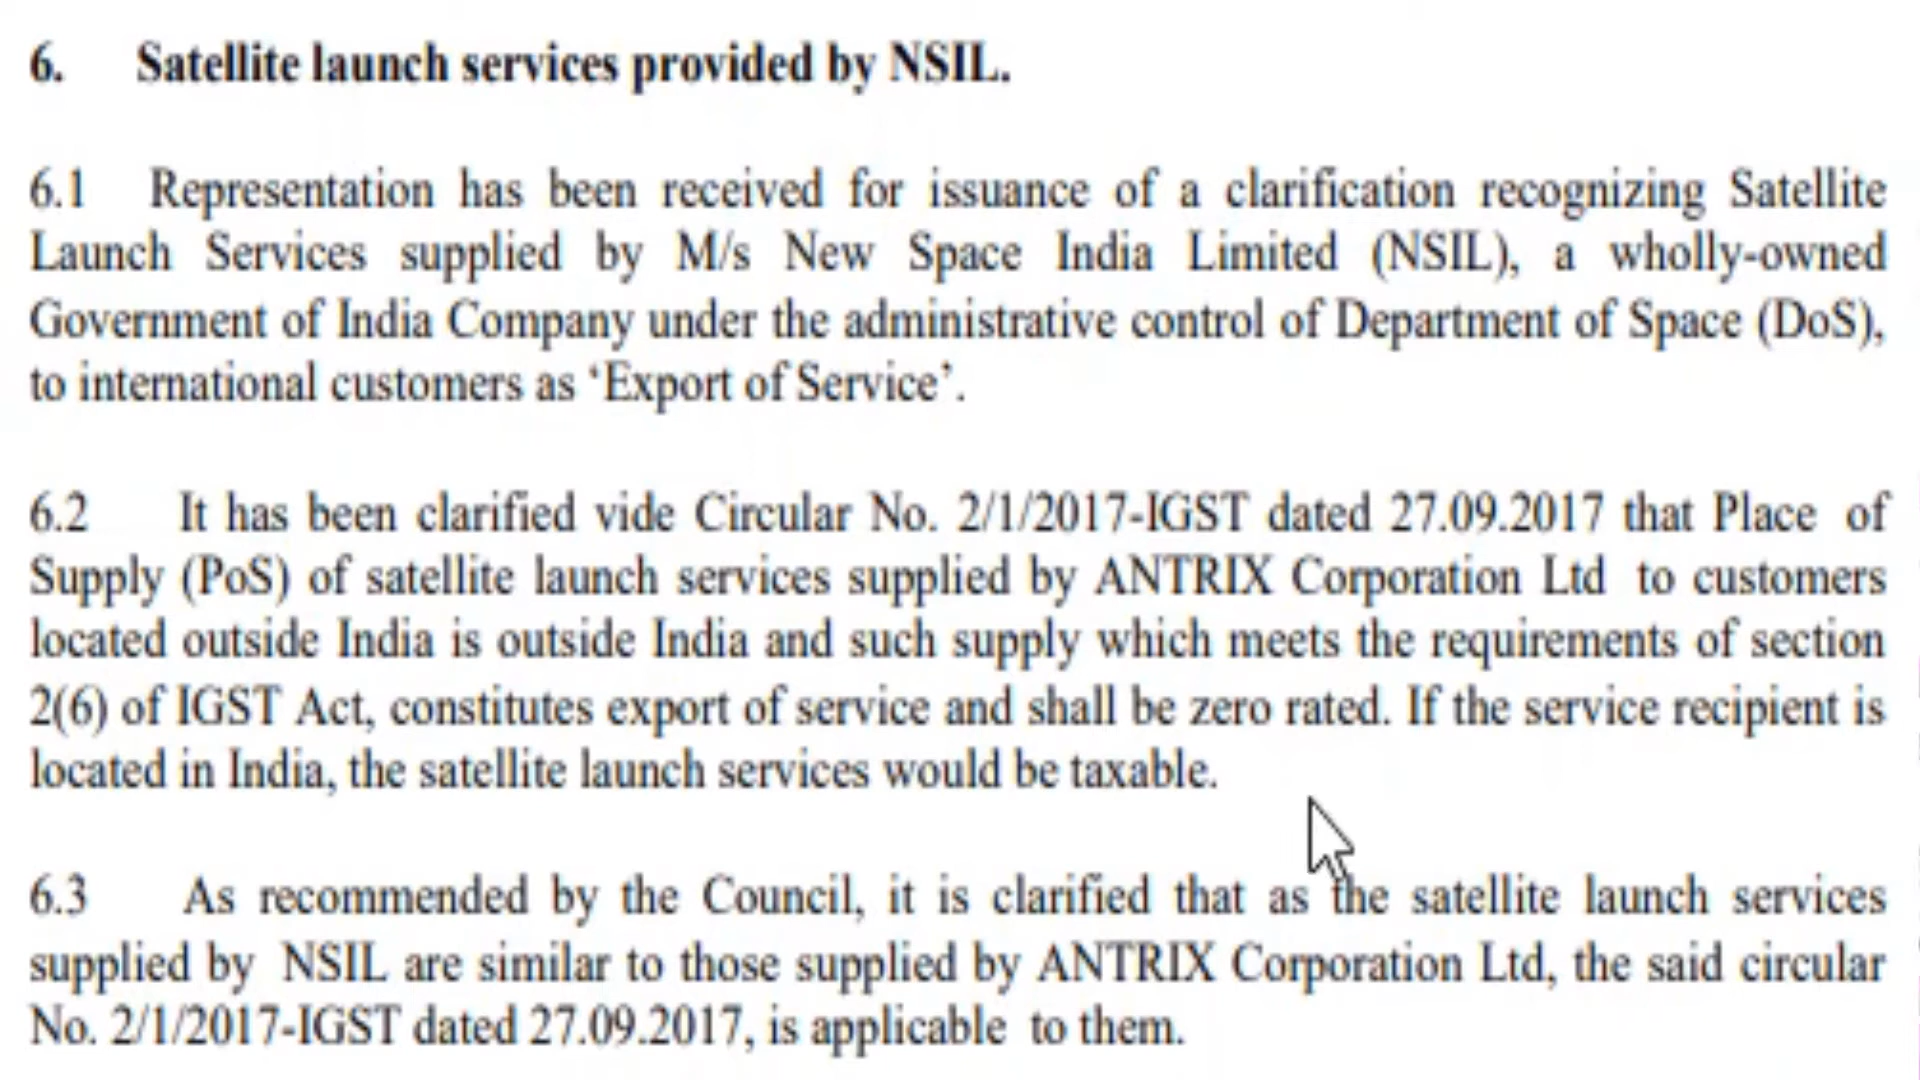 6. Satellite launch services provided by NSIL.
6.1 Representation has been received for issuance of a clarification recognizing Satellite
Launch Services supplied by M/s New Space India Limited (NSIL), a wholly-owned
Government of India Company under the administrative control of Department of Space (DoS),
to international customers as ‘Export of Service’.
6.2 It has been clarified vide Circular No. 2/1/2017-IGST dated 27.09.2017 that Place of
Supply (PoS) of satellite launch services supplied by ANTRIX Corporation Ltd to customers
located outside India is outside India and such supply which meets the requirements of section
2(6) of IGST Act, constitutes export of service and shall be zero rated. If the service recipient is
located in India, the satellite launch services would be taxable.
6.3 As recommended by the Council, it is clarified that as the satellite launch services
supplied by NSIL are similar to those supplied by ANTRIX Corporation Ltd, the said circular
No. 2/1/2017-IGST dated 27.09.2017, is applicable to them.